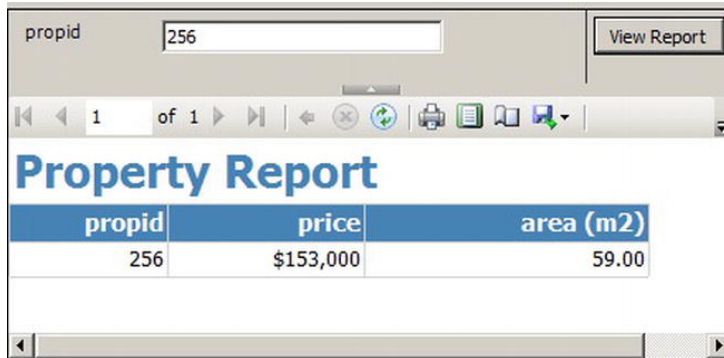 propid 256 View Report
1 of 1
Property Report
propid price area (m2)
256 $153,000 59.00